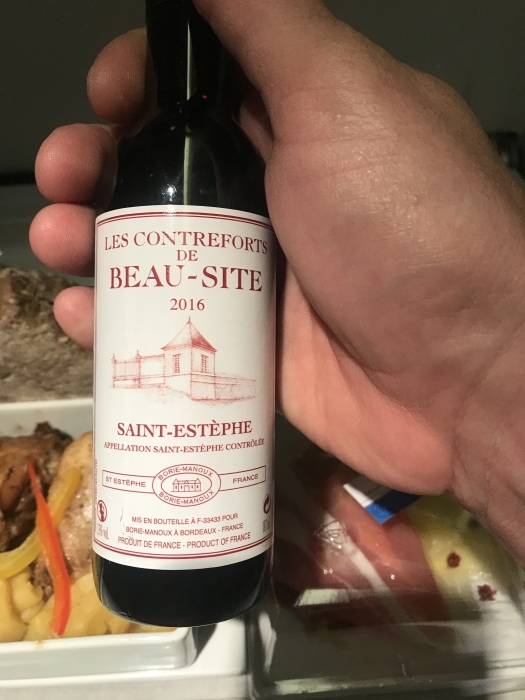 LES CONTREFORTS
DE
BEAU-SITE
2016
SAINT-ESTÈPHE
APPELLATION SAINT-ESTÈPHE CONTRÔLÉE
ST ESTÈPHE
BORIE-MANOUX
BORIE-MANOUX
FRANCE
MIS EN BOUTEILLE À F-33433 POUR
BORIE-MANOUX À BORDEAUX - FRANCE
PRODUIT DE FRANCE - PRODUCT OF FRANCE